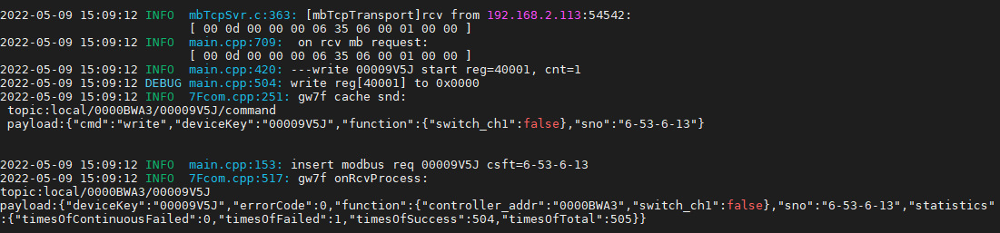 2022-05-09 15:09:12 INFO  mbTcpSvr.c:363: [mbTcpTransport]rcv from 192.168.2.113:54542:
[ 00 0d 00 00 00 06 35 06 00 01 00 00 ]
2022-05-09 15:09:12 INFO  main.cpp:709:  on rcv mb request:
[ 00 0d 00 00 00 06 35 06 00 01 00 00 ]
2022-05-09 15:09:12 INFO  main.cpp:420: ---write 00009V5J start reg=40001, cnt=1
2022-05-09 15:09:12 DEBUG main.cpp:504: write reg[40001] to 0x0000
2022-05-09 15:09:12 INFO  7Fcom.cpp:251: gw7f cache snd:
topic:local/0000BWA3/00009V5J/command
payload:{"cmd":"write","deviceKey":"00009V5J","function":{"switch_ch1":false},"sno":"6-53-6-13"}
2022-05-09 15:09:12 INFO  main.cpp:153: insert modbus req 00009V5J csft=6-53-6-13
2022-05-09 15:09:12 INFO  7Fcom.cpp:517: gw7f onRcvProcess:
topic:local/0000BWA3/00009V5J
payload:{"deviceKey":"00009V5J","errorCode":0,"function":{"controller_addr":"0000BWA3","switch_ch1":false},"sno":"6-53-6-13","statistics"
:{"timesOfContinuousFailed":0,"timesOfFailed":1,"timesOfSuccess":504,"timesOfTotal":505}}